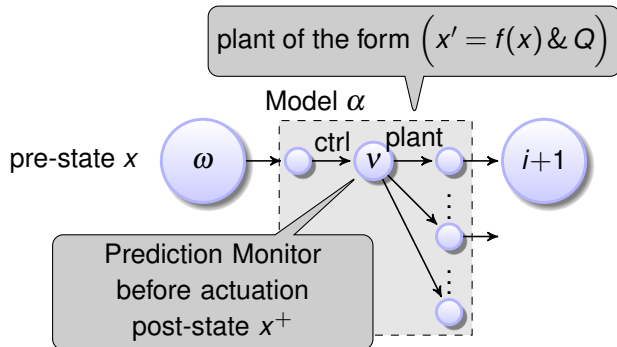 plant of the form (x′ = f(x) & Q)
Model α
ctrl
plant
pre-state x
ω
ν
i+1
Prediction Monitor
before actuation
post-state x⁺